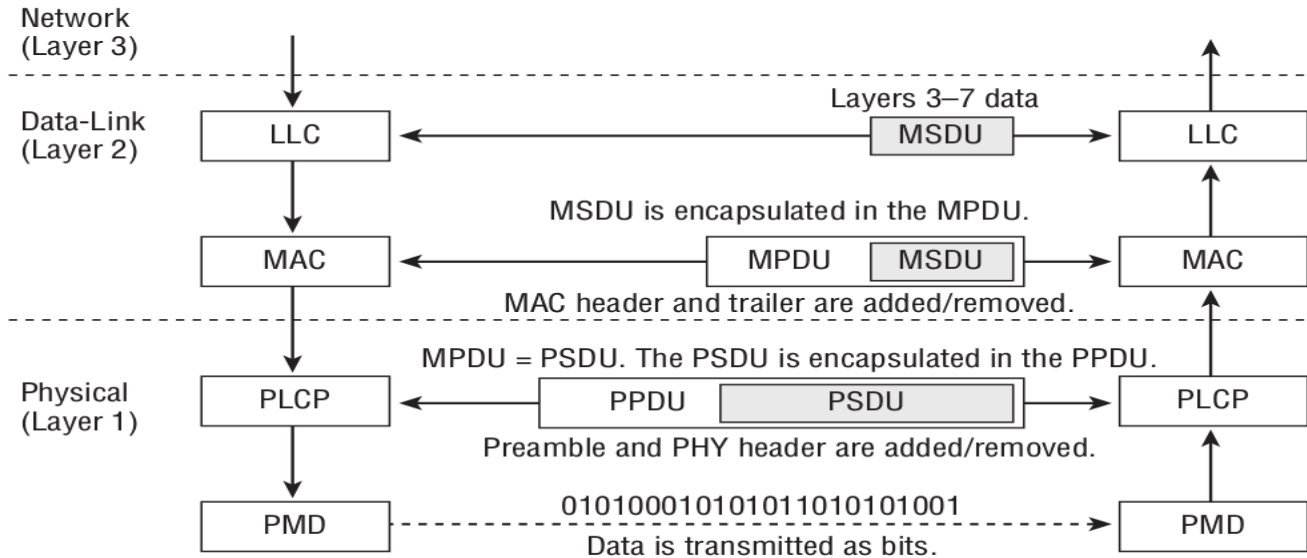 Network
(Layer 3)
Layers 3–7 data
Data-Link
(Layer 2)
LLC
MSDU
LLC
MSDU is encapsulated in the MPDU.
MAC
MPDU
MSDU
MAC
MAC header and trailer are added/removed.
MPDU = PSDU. The PSDU is encapsulated in the PPDU.
Physical
(Layer 1)
PLCP
PPDU
PSDU
PLCP
Preamble and PHY header are added/removed.
PMD
0101000101010110101010​01
PMD
Data is transmitted as bits.